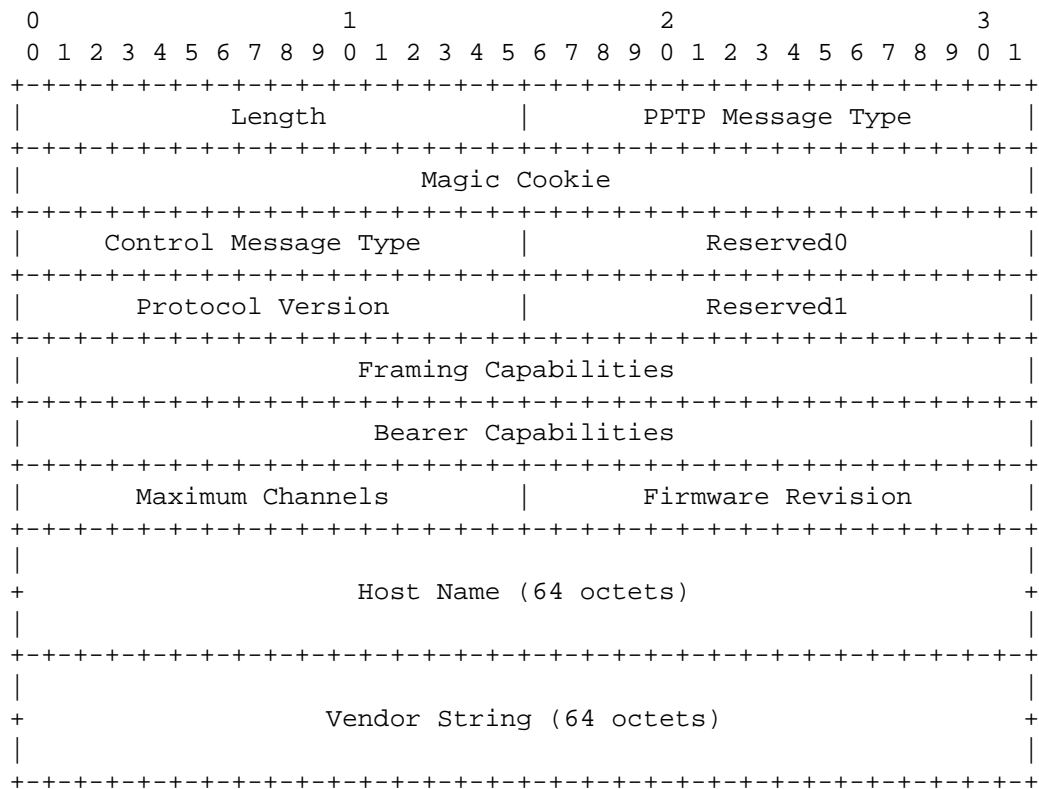 0                   1                   2                   3
 0 1 2 3 4 5 6 7 8 9 0 1 2 3 4 5 6 7 8 9 0 1 2 3 4 5 6 7 8 9 0 1
+-+-+-+-+-+-+-+-+-+-+-+-+-+-+-+-+-+-+-+-+-+-+-+-+-+-+-+-+-+-+-+-+
|             Length            |       PPTP Message Type       |
+-+-+-+-+-+-+-+-+-+-+-+-+-+-+-+-+-+-+-+-+-+-+-+-+-+-+-+-+-+-+-+-+
|                         Magic Cookie                          |
+-+-+-+-+-+-+-+-+-+-+-+-+-+-+-+-+-+-+-+-+-+-+-+-+-+-+-+-+-+-+-+-+
|     Control Message Type      |           Reserved0           |
+-+-+-+-+-+-+-+-+-+-+-+-+-+-+-+-+-+-+-+-+-+-+-+-+-+-+-+-+-+-+-+-+
|       Protocol Version        |           Reserved1           |
+-+-+-+-+-+-+-+-+-+-+-+-+-+-+-+-+-+-+-+-+-+-+-+-+-+-+-+-+-+-+-+-+
|                     Framing Capabilities                      |
+-+-+-+-+-+-+-+-+-+-+-+-+-+-+-+-+-+-+-+-+-+-+-+-+-+-+-+-+-+-+-+-+
|                      Bearer Capabilities                      |
+-+-+-+-+-+-+-+-+-+-+-+-+-+-+-+-+-+-+-+-+-+-+-+-+-+-+-+-+-+-+-+-+
|       Maximum Channels        |       Firmware Revision       |
+-+-+-+-+-+-+-+-+-+-+-+-+-+-+-+-+-+-+-+-+-+-+-+-+-+-+-+-+-+-+-+-+
|                                                               |
+                     Host Name (64 octets)                     +
|                                                               |
+-+-+-+-+-+-+-+-+-+-+-+-+-+-+-+-+-+-+-+-+-+-+-+-+-+-+-+-+-+-+-+-+
|                                                               |
+                   Vendor String (64 octets)                   +
|                                                               |
+-+-+-+-+-+-+-+-+-+-+-+-+-+-+-+-+-+-+-+-+-+-+-+-+-+-+-+-+-+-+-+-+